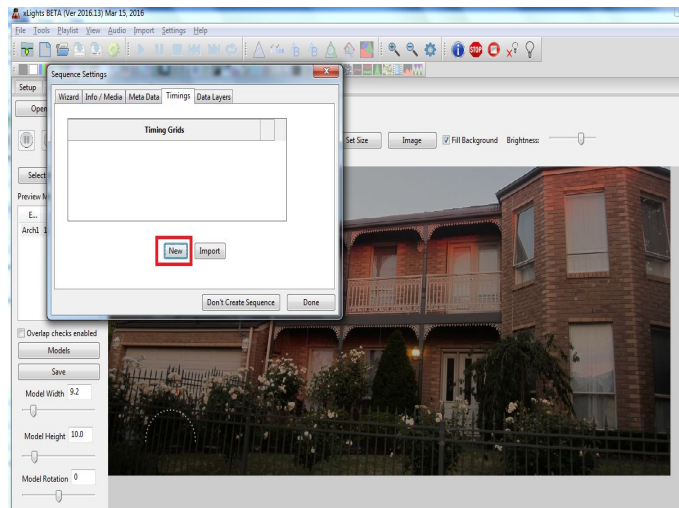 xLights BETA (Ver 2016.13) Mar 15, 2016
File Tools Playlist View Audio Import Settings Help
STOP
Sequence Settings
Setup
Wizard Info / Media Meta Data Timings Data Layers
Open
Timing Grids
Set Size Image Fill Background Brightness:
Select
Preview M
E...
Arch1 1
New Import
Don't Create Sequence Done
Overlap checks enabled
Models
Save
Model Width 9.2
Model Height 10.0
Model Rotation 0